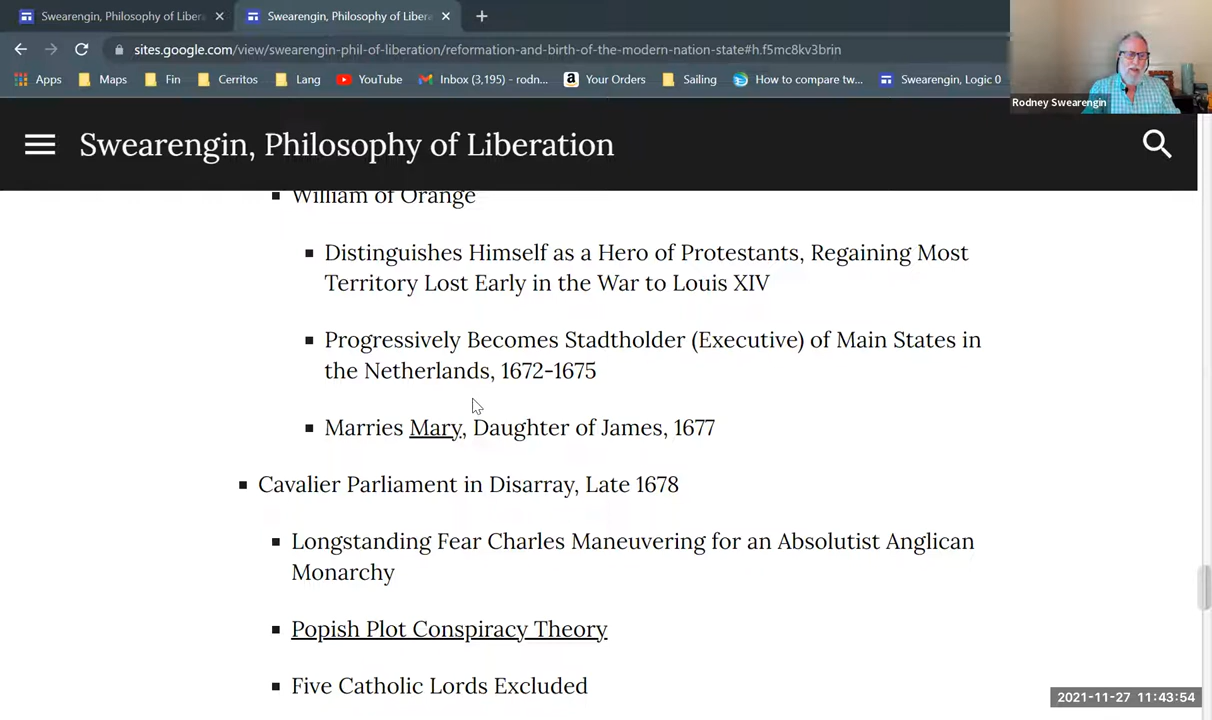 Swearengin, Philosophy of Liber
Swearengin, Philosophy of Liber
sites.google.com/view/swearengin-phil-of-liberation/reformation-and-birth-of-the-modern-nation-state#h.f5mc8kv3brin
Apps Maps Fin Cerritos Lang YouTube Inbox (3,195) - rodn... Your Orders Sailing How to compare tw... Swearengin, Logic 0
Rodney Swearengin
Swearengin, Philosophy of Liberation
William of Orange
Distinguishes Himself as a Hero of Protestants, Regaining Most
Territory Lost Early in the War to Louis XIV
Progressively Becomes Stadtholder (Executive) of Main States in
the Netherlands, 1672-1675
Marries Mary, Daughter of James, 1677
Cavalier Parliament in Disarray, Late 1678
Longstanding Fear Charles Maneuvering for an Absolutist Anglican
Monarchy
Popish Plot Conspiracy Theory
Five Catholic Lords Excluded
2021-11-27 11:43:54